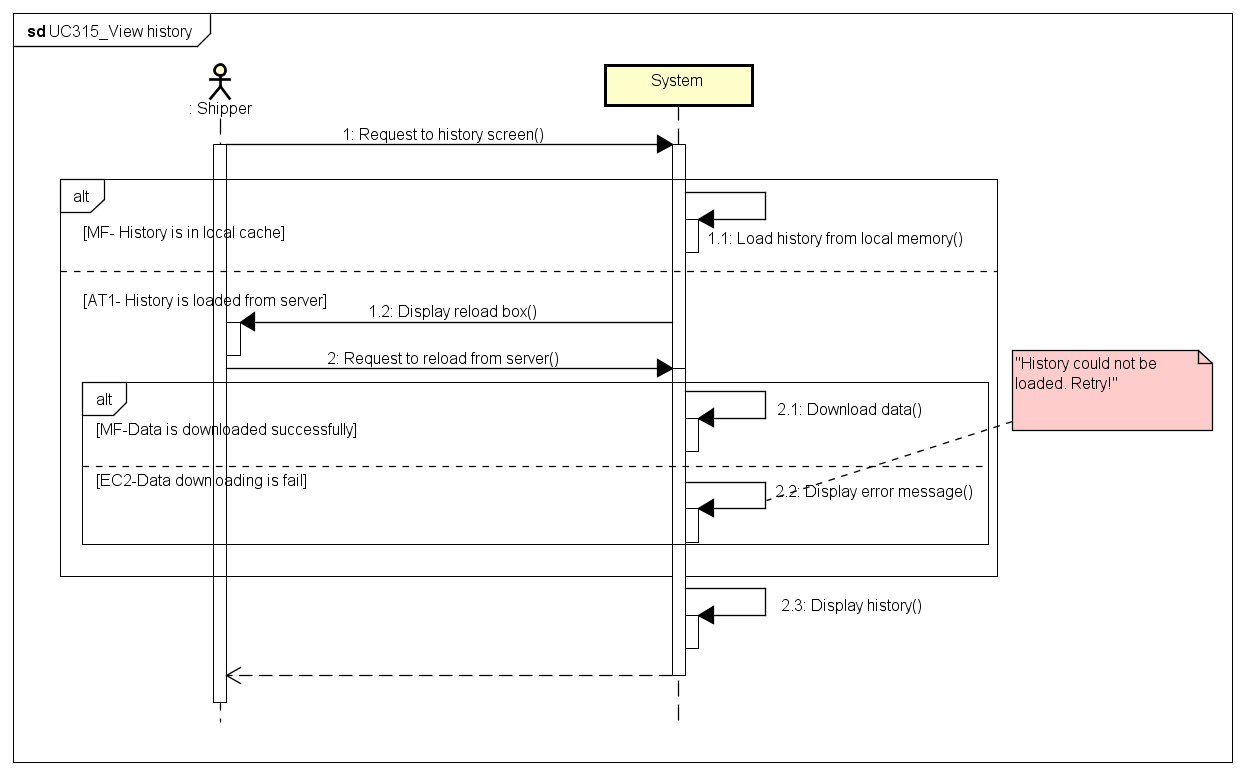 sd UC315_View history
: Shipper
System
1: Request to history screen()
alt
[MF- History is in local cache]
1.1: Load history from local memory()
[AT1- History is loaded from server]
1.2: Display reload box()
2: Request to reload from server()
"History could not be
loaded. Retry!"
alt
2.1: Download data()
[MF-Data is downloaded successfully]
[EC2-Data downloading is fail]
2.2: Display error message()
2.3: Display history()